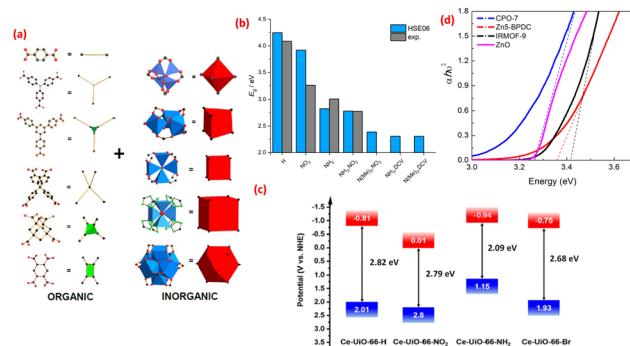 (a)
ORGANIC
INORGANIC
(b)
HSE06
exp.
E_g / eV
4.5
4.0
3.5
3.0
2.5
2.0
H
NO2
NH2
NH2,NO2
N(Me)2,NO2
NH2,DCV
N(Me)2,DCV
(d)
CPO-7
Zn5-BPDC
IRMOF-9
ZnO
αhυ²
1.8
1.5
1.2
0.9
0.6
0.3
0.0
3.0
3.2
3.4
3.6
Energy (eV)
(c)
Potential (V vs. NHE)
-1.5
-1.0
-0.5
0.0
0.5
1.0
1.5
2.0
2.5
3.0
3.5
-0.81
0.01
-0.94
-0.75
2.82 eV
2.79 eV
2.09 eV
2.68 eV
2.01
2.8
1.15
1.93
Ce-UiO-66-H
Ce-UiO-66-NO2
Ce-UiO-66-NH2
Ce-UiO-66-Br